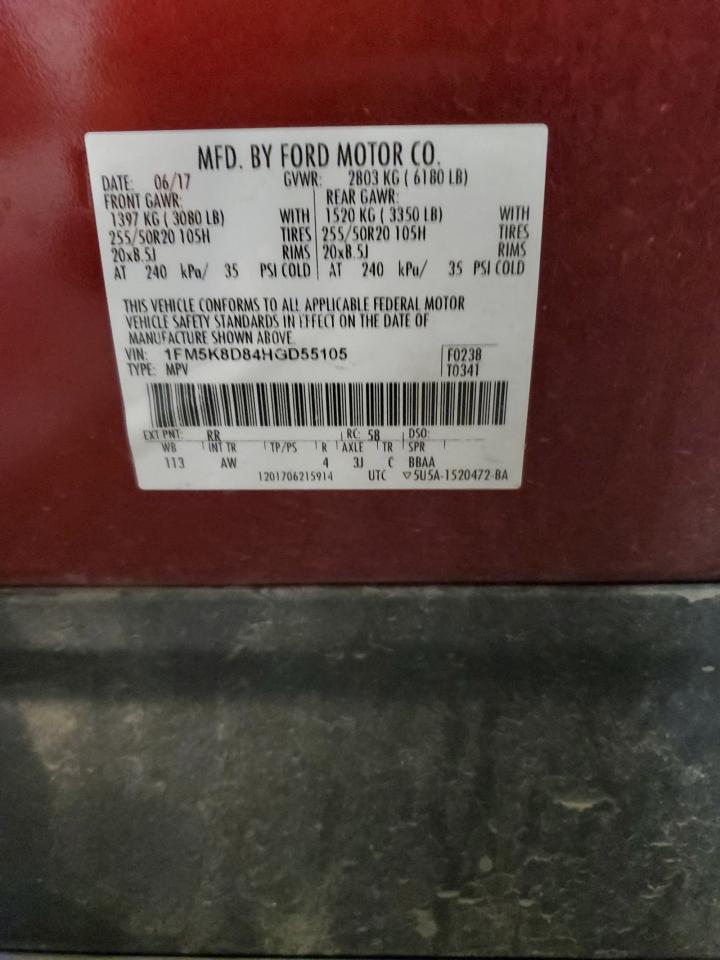 MFD. BY FORD MOTOR CO.
DATE: 06/17 GVWR: 2803 KG ( 6180 LB)
FRONT GAWR: REAR GAWR:
1397 KG ( 3080 LB) WITH 1520 KG ( 3350 LB) WITH
255/50R20 105H TIRES 255/50R20 105H TIRES
20x8.5J RIMS 20x8.5J RIMS
AT 240 kPa/ 35 PSI COLD AT 240 kPa/ 35 PSI COLD
THIS VEHICLE CONFORMS TO ALL APPLICABLE FEDERAL MOTOR
VEHICLE SAFETY STANDARDS IN EFFECT ON THE DATE OF
MANUFACTURE SHOWN ABOVE.
VIN: 1FM5K8D84HGD55105 F0238
TYPE: MPV T0341
EXT PNT: RR RC: 58 DSO:
WB INT TR TP/PS R AXLE TR SPR
113 AW 4 3J C BBAA
1201706215914 UTC ▽5U5A-1520472-BA